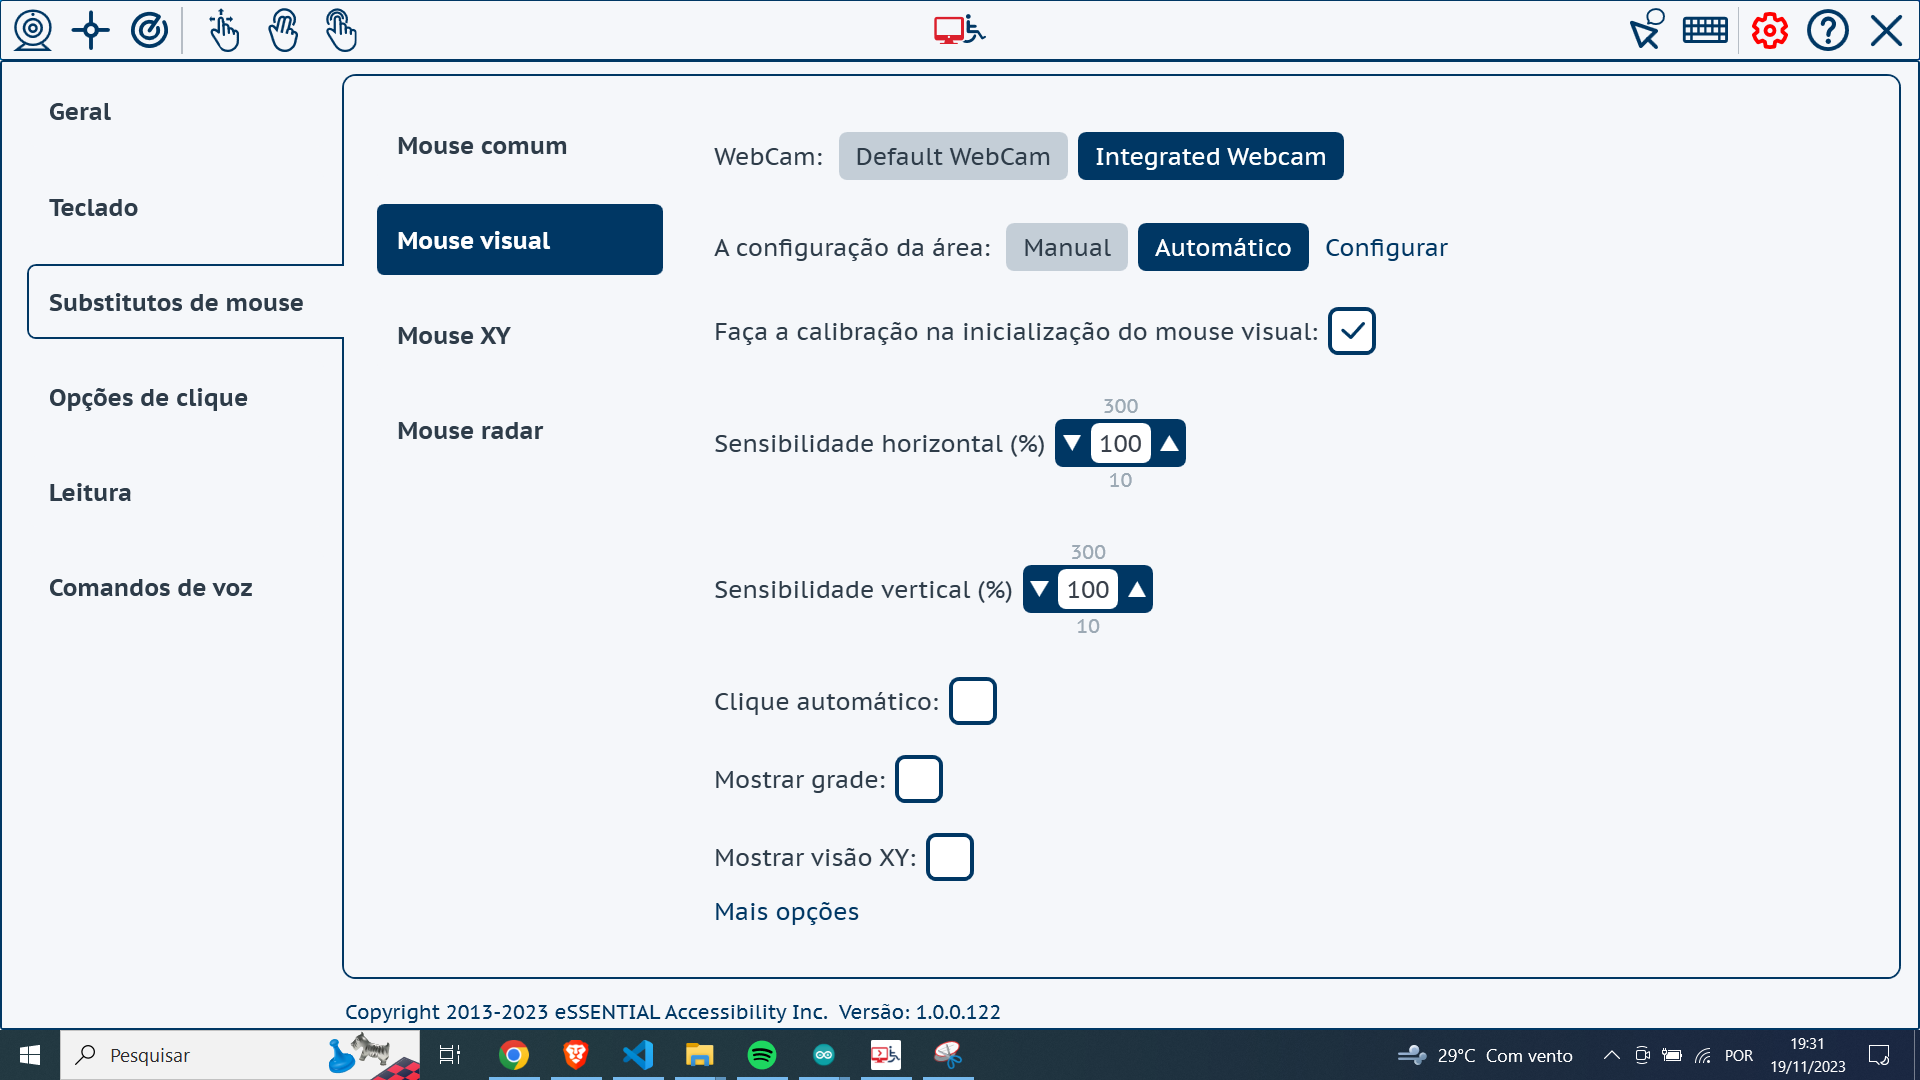 Geral
Teclado
Substitutos de mouse
Opções de clique
Leitura
Comandos de voz
Mouse comum
Mouse visual
Mouse XY
Mouse radar
WebCam: Default WebCam Integrated Webcam
A configuração da área: Manual Automático Configurar
Faça a calibração na inicialização do mouse visual:
300
Sensibilidade horizontal (%) 100
10
300
Sensibilidade vertical (%) 100
10
Clique automático:
Mostrar grade:
Mostrar visão XY:
Mais opções
Copyright 2013-2023 eSSENTIAL Accessibility Inc. Versão: 1.0.0.122
Pesquisar
29°C Com vento
POR
19:31
19/11/2023